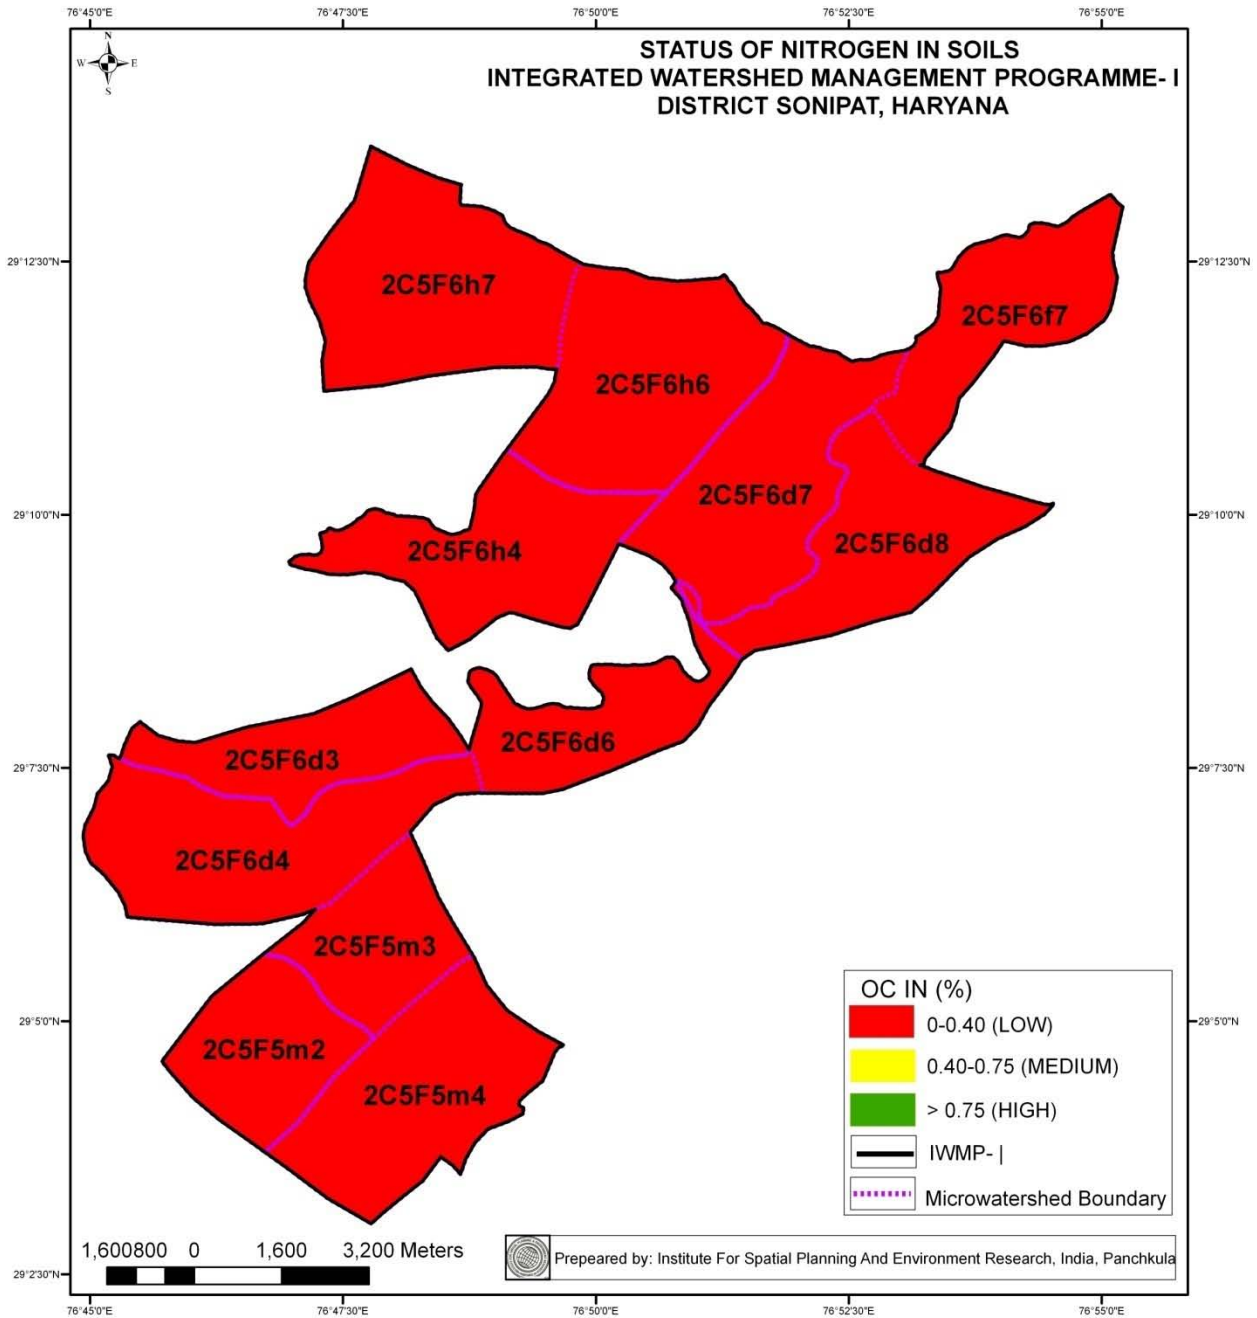 76°45'0"E 76°47'30"E 76°50'0"E 76°52'30"E 76°55'0"E
N
W E
S
STATUS OF NITROGEN IN SOILS
INTEGRATED WATERSHED MANAGEMENT PROGRAMME- I
DISTRICT SONIPAT, HARYANA
29°12'30"N 29°12'30"N
2C5F6h7
2C5F6f7
2C5F6h6
2C5F6d7
29°10'0"N 29°10'0"N
2C5F6h4
2C5F6d8
2C5F6d6
2C5F6d3
29°7'30"N 29°7'30"N
2C5F6d4
2C5F5m3
29°5'0"N 29°5'0"N
2C5F5m2
2C5F5m4
OC IN (%)
0-0.40 (LOW)
0.40-0.75 (MEDIUM)
> 0.75 (HIGH)
IWMP- |
Microwatershed Boundary
1,600800 0 1,600 3,200 Meters
Prepeared by: Institute For Spatial Planning And Environment Research, India, Panchkula
29°2'30"N 29°2'30"N
76°45'0"E 76°47'30"E 76°50'0"E 76°52'30"E 76°55'0"E